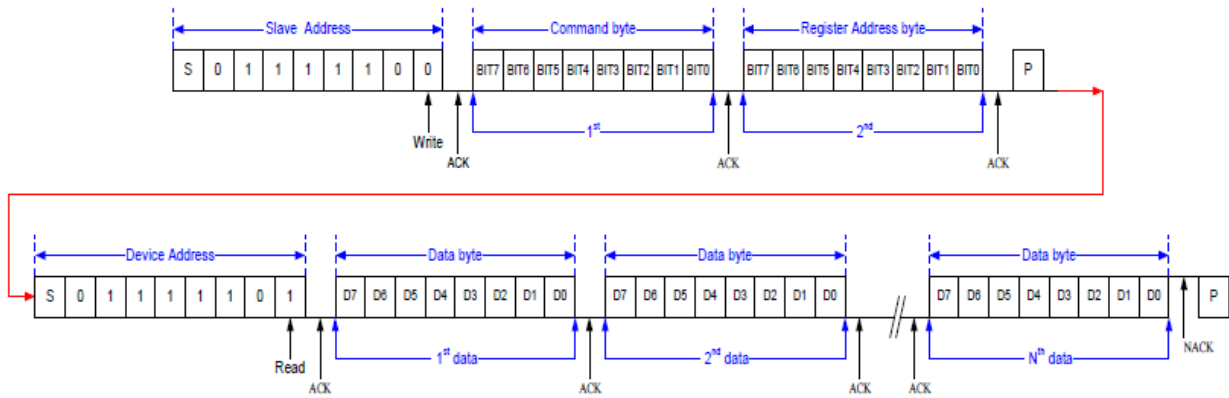 Slave Address Command byte Register Address byte
S 0 1 1 1 1 1 0 0 BIT7 BIT6 BIT5 BIT4 BIT3 BIT2 BIT1 BIT0 BIT7 BIT6 BIT5 BIT4 BIT3 BIT2 BIT1 BIT0 P
1st 2nd
Write ACK ACK ACK
Device Address Data byte Data byte Data byte
S 0 1 1 1 1 1 0 1 D7 D6 D5 D4 D3 D2 D1 D0 D7 D6 D5 D4 D3 D2 D1 D0 // D7 D6 D5 D4 D3 D2 D1 D0 P
1st data 2nd data Nth data NACK
Read ACK ACK ACK ACK